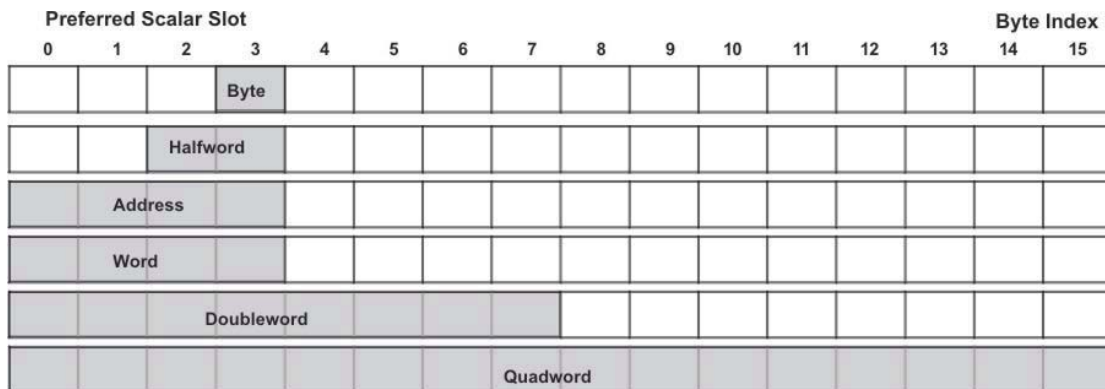 Preferred Scalar Slot Byte Index
0 1 2 3 4 5 6 7 8 9 10 11 12 13 14 15
Byte
Halfword
Address
Word
Doubleword
Quadword